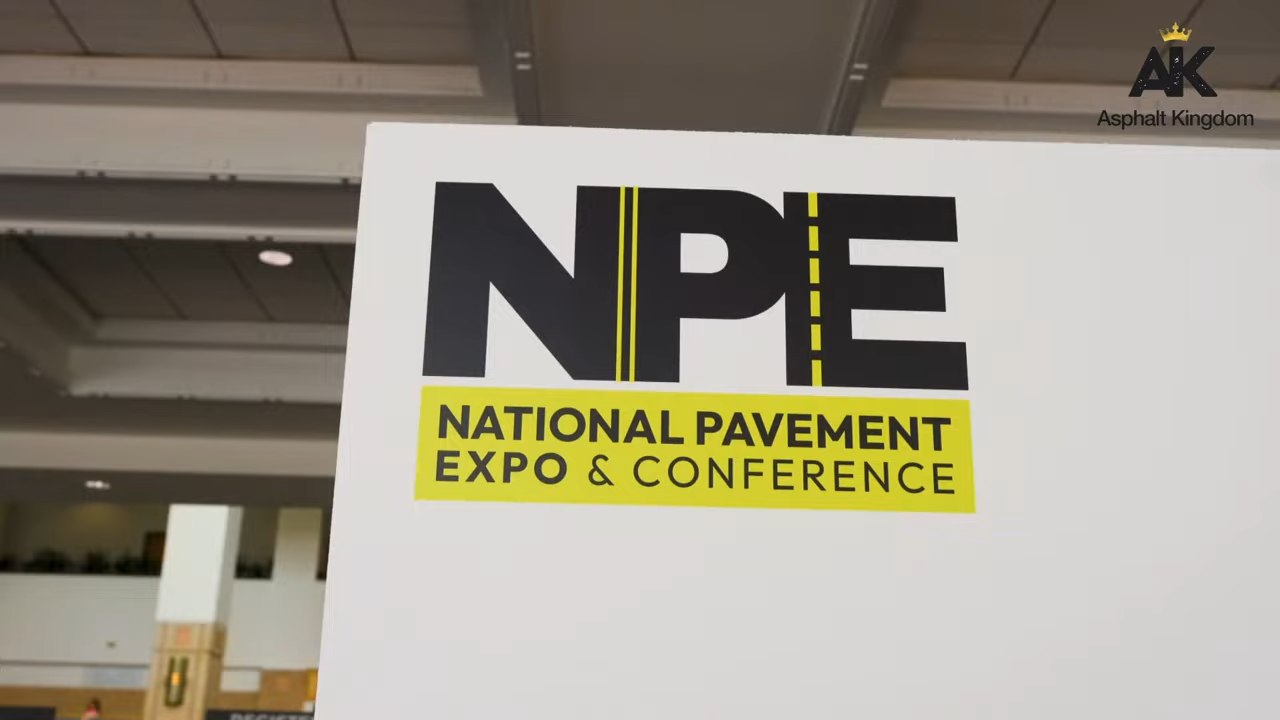 AK
Asphalt Kingdom
NPE
NATIONAL PAVEMENT
EXPO & CONFERENCE